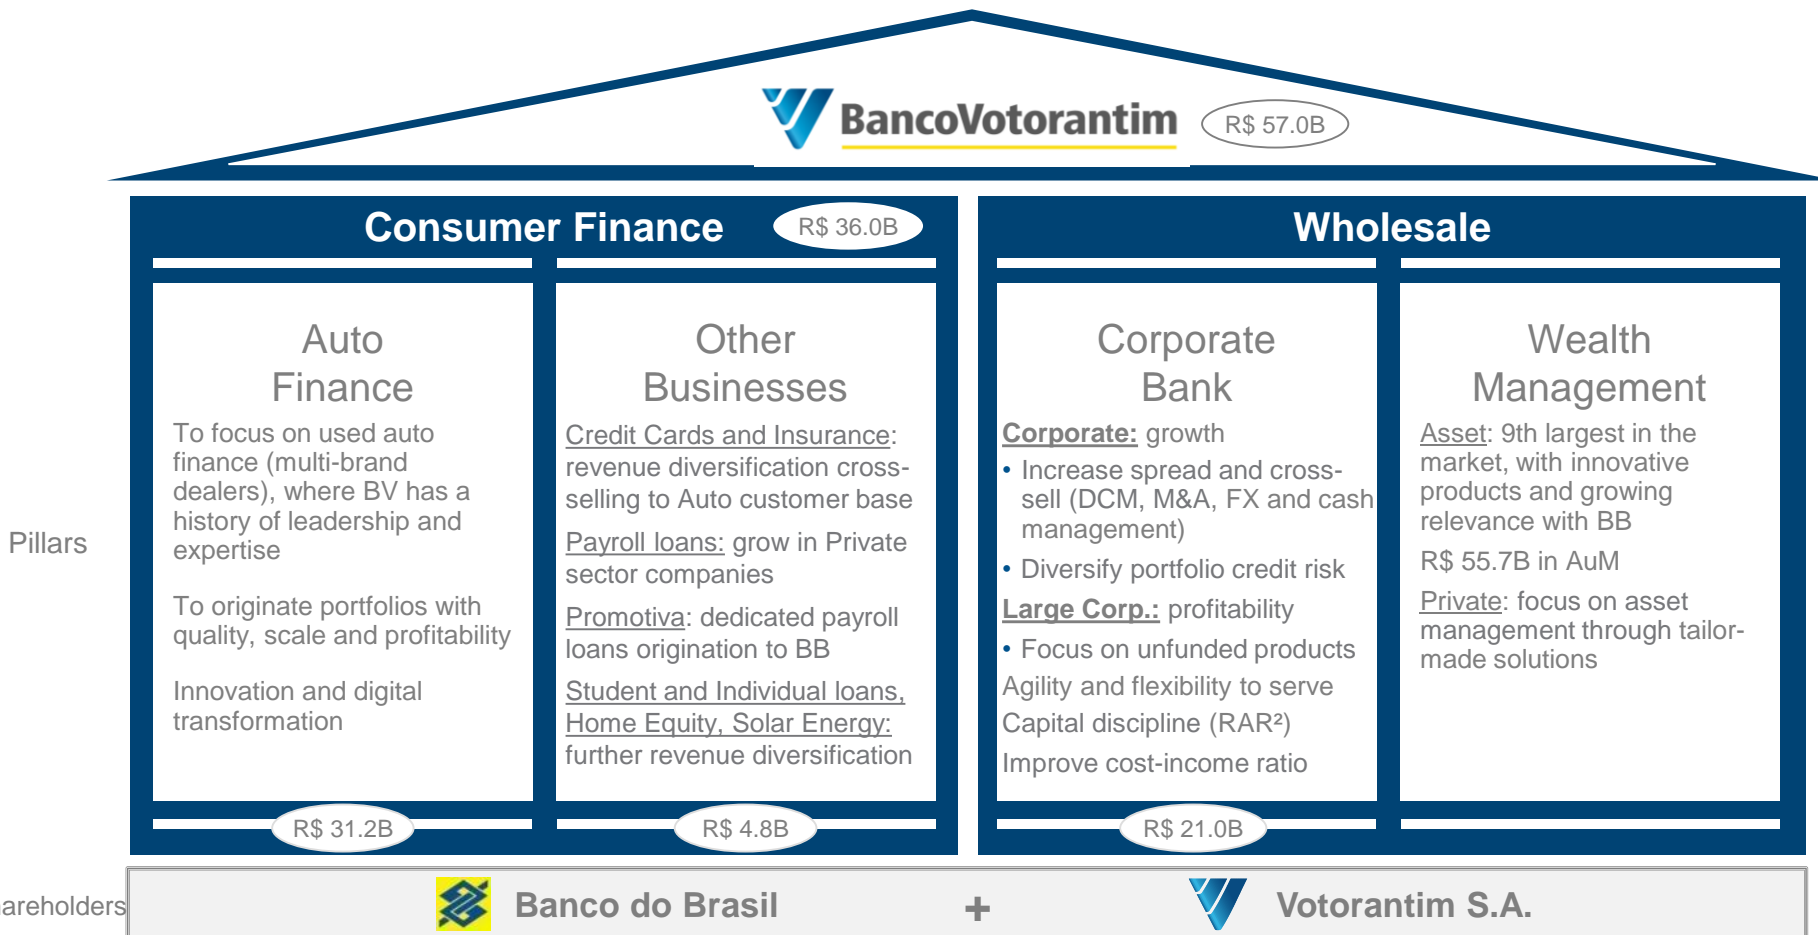 BancoVotorantim
R$ 57.0B
Consumer Finance
R$ 36.0B
Wholesale
Pillars
Auto
Finance
To focus on used auto
finance (multi-brand
dealers), where BV has a
history of leadership and
expertise
To originate portfolios with
quality, scale and profitability
Innovation and digital
transformation
R$ 31.2B
Other
Businesses
Credit Cards and Insurance:
revenue diversification cross-
selling to Auto customer base
Payroll loans: grow in Private
sector companies
Promotiva: dedicated payroll
loans origination to BB
Student and Individual loans,
Home Equity, Solar Energy:
further revenue diversification
R$ 4.8B
Corporate
Bank
Corporate: growth
• Increase spread and cross-
sell (DCM, M&A, FX and cash
management)
• Diversify portfolio credit risk
Large Corp.: profitability
• Focus on unfunded products
Agility and flexibility to serve
Capital discipline (RAR²)
Improve cost-income ratio
R$ 21.0B
Wealth
Management
Asset: 9th largest in the
market, with innovative
products and growing
relevance with BB
R$ 55.7B in AuM
Private: focus on asset
management through tailor-
made solutions
areholders
Banco do Brasil
+
Votorantim S.A.